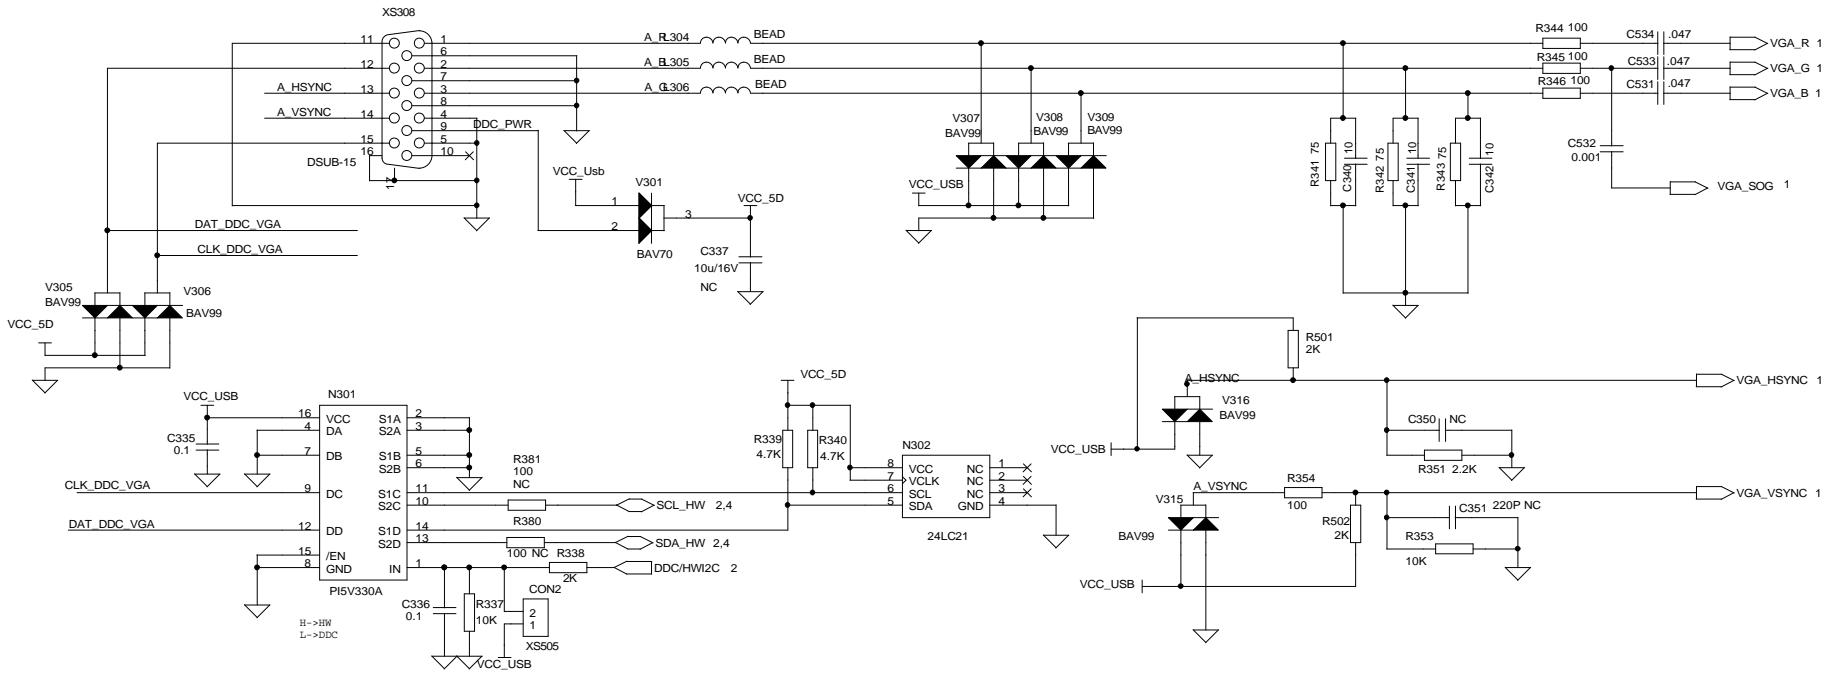 XS308
11
12
13
14
15
16
17
1
6
2
7
3
8
4
9
5
10
DSUB-15
A_HSYNC
A_VSYNC
DDC_PWR
A_R L304 BEAD
A_B L305 BEAD
A_G L306 BEAD
V307
BAV99
V308
BAV99
V309
BAV99
VCC_USB
R344 100
R345 100
R346 100
C534 .047
C533 .047
C531 .047
VGA_R 1
VGA_G 1
VGA_B 1
R341 75
C340 10
R342 75
C341 10
R343 75
C342 10
C532
0.001
VGA_SOG 1
VCC_Usb
V301
1
2
3
BAV70
VCC_5D
C337
10u/16V
NC
DAT_DDC_VGA
CLK_DDC_VGA
V305
BAV99
V306
BAV99
VCC_5D
VCC_USB
C335
0.1
N301
16 VCC S1A 2
4 DA S2A 3
7 DB S1B 5
S2B 6
9 DC S1C 11
S2C 10
12 DD S1D 14
S2D 13
15 /EN
8 GND IN 1
PI5V330A
CLK_DDC_VGA
DAT_DDC_VGA
H->HW
L->DDC
R381
100
NC
R380
100 NC
SCL_HW 2,4
SDA_HW 2,4
R338
2K
DDC/HWI2C 2
C336
0.1
R337
10K
CON2
2
1
XS505
VCC_USB
VCC_5D
R339
4.7K
R340
4.7K
N302
8 VCC NC 1
7 VCLK NC 2
6 SCL NC 3
5 SDA GND 4
24LC21
R501
2K
A_HSYNC
V316
BAV99
VCC_USB
VGA_HSYNC 1
C350 NC
R351 2.2K
V315
BAV99
A_VSYNC
R354
100
R502
2K
VCC_USB
VGA_VSYNC 1
C351 220P NC
R353
10K